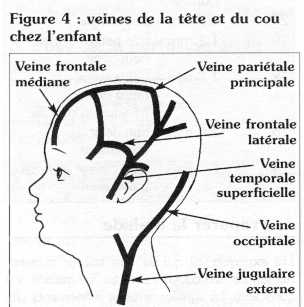 Figure 4 : veines de la tête et du cou
chez l'enfant
Veine frontale
médiane
Veine pariétale
principale
Veine frontale
latérale
Veine
temporale
superficielle
Veine
occipitale
Veine jugulaire
externe